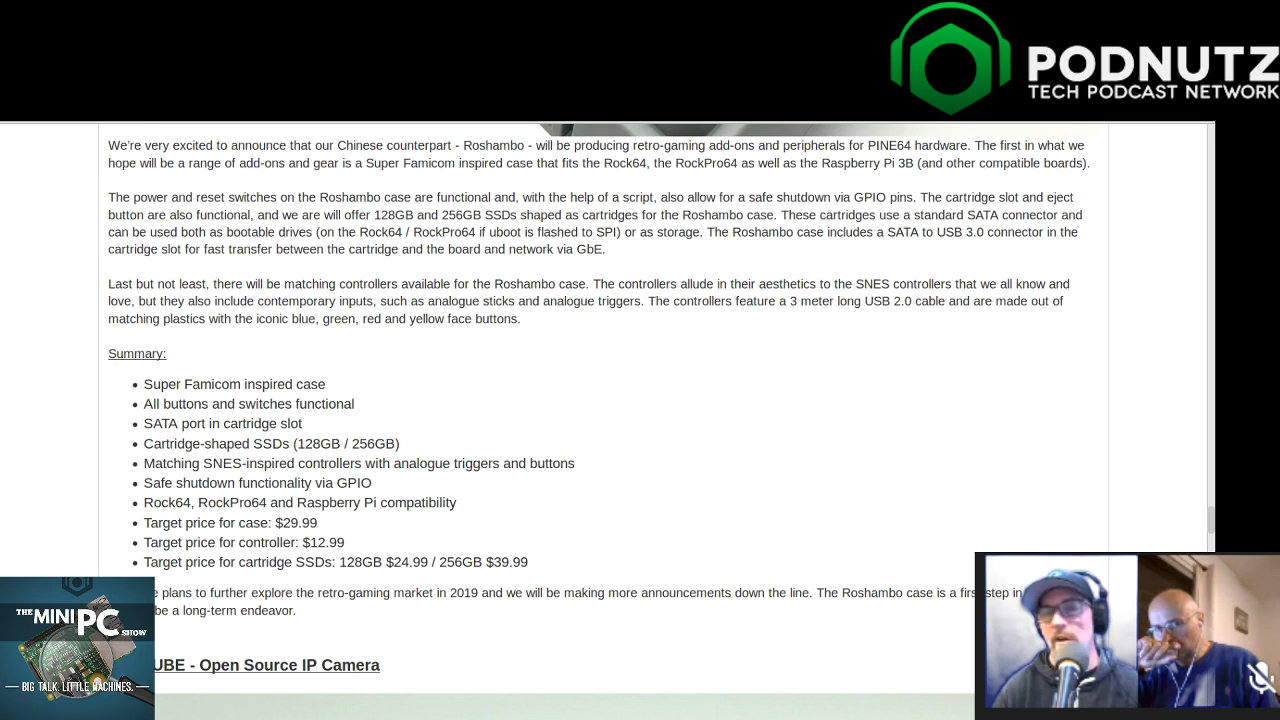 PODNUTZ
TECH PODCAST NETWORK
We're very excited to announce that our Chinese counterpart - Roshambo - will be producing retro-gaming add-ons and peripherals for PINE64 hardware. The first in what we
hope will be a range of add-ons and gear is a Super Famicom inspired case that fits the Rock64, the RockPro64 as well as the Raspberry Pi 3B (and other compatible boards).
The power and reset switches on the Roshambo case are functional and, with the help of a script, also allow for a safe shutdown via GPIO pins. The cartridge slot and eject
button are also functional, and we are will offer 128GB and 256GB SSDs shaped as cartridges for the Roshambo case. These cartridges use a standard SATA connector and
can be used both as bootable drives (on the Rock64 / RockPro64 if uboot is flashed to SPI) or as storage. The Roshambo case includes a SATA to USB 3.0 connector in the
cartridge slot for fast transfer between the cartridge and the board and network via GbE.
Last but not least, there will be matching controllers available for the Roshambo case. The controllers allude in their aesthetics to the SNES controllers that we all know and
love, but they also include contemporary inputs, such as analogue sticks and analogue triggers. The controllers feature a 3 meter long USB 2.0 cable and are made out of
matching plastics with the iconic blue, green, red and yellow face buttons.
Summary:
• Super Famicom inspired case
• All buttons and switches functional
• SATA port in cartridge slot
• Cartridge-shaped SSDs (128GB / 256GB)
• Matching SNES-inspired controllers with analogue triggers and buttons
• Safe shutdown functionality via GPIO
• Rock64, RockPro64 and Raspberry Pi compatibility
• Target price for case: $29.99
• Target price for controller: $12.99
• Target price for cartridge SSDs: 128GB $24.99 / 256GB $39.99
plans to further explore the retro-gaming market in 2019 and we will be making more announcements down the line. The Roshambo case is a first step in
be a long-term endeavor.
UBE - Open Source IP Camera
THE MINI PC SHOW
BIG TALK. LITTLE MACHINES.